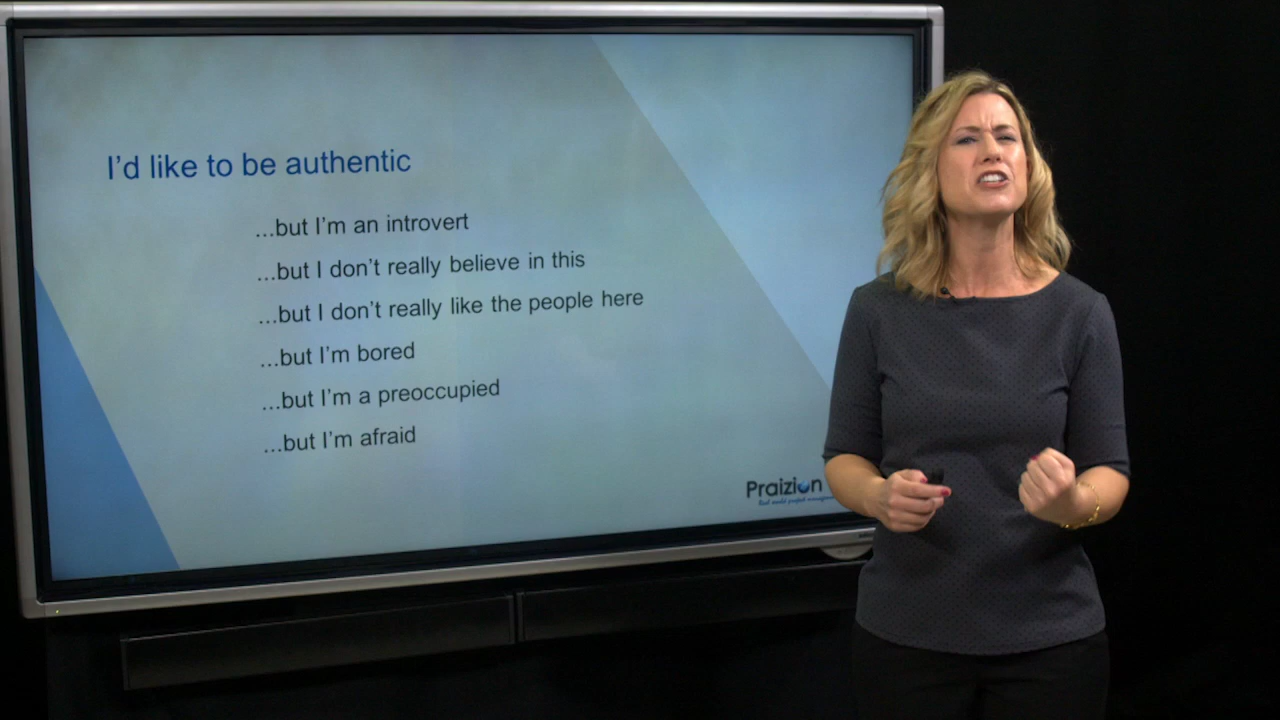 I'd like to be authentic
...but I'm an introvert
...but I don't really believe in this
...but I don't really like the people here
...but I'm bored
...but I'm a preoccupied
...but I'm afraid
Praizion